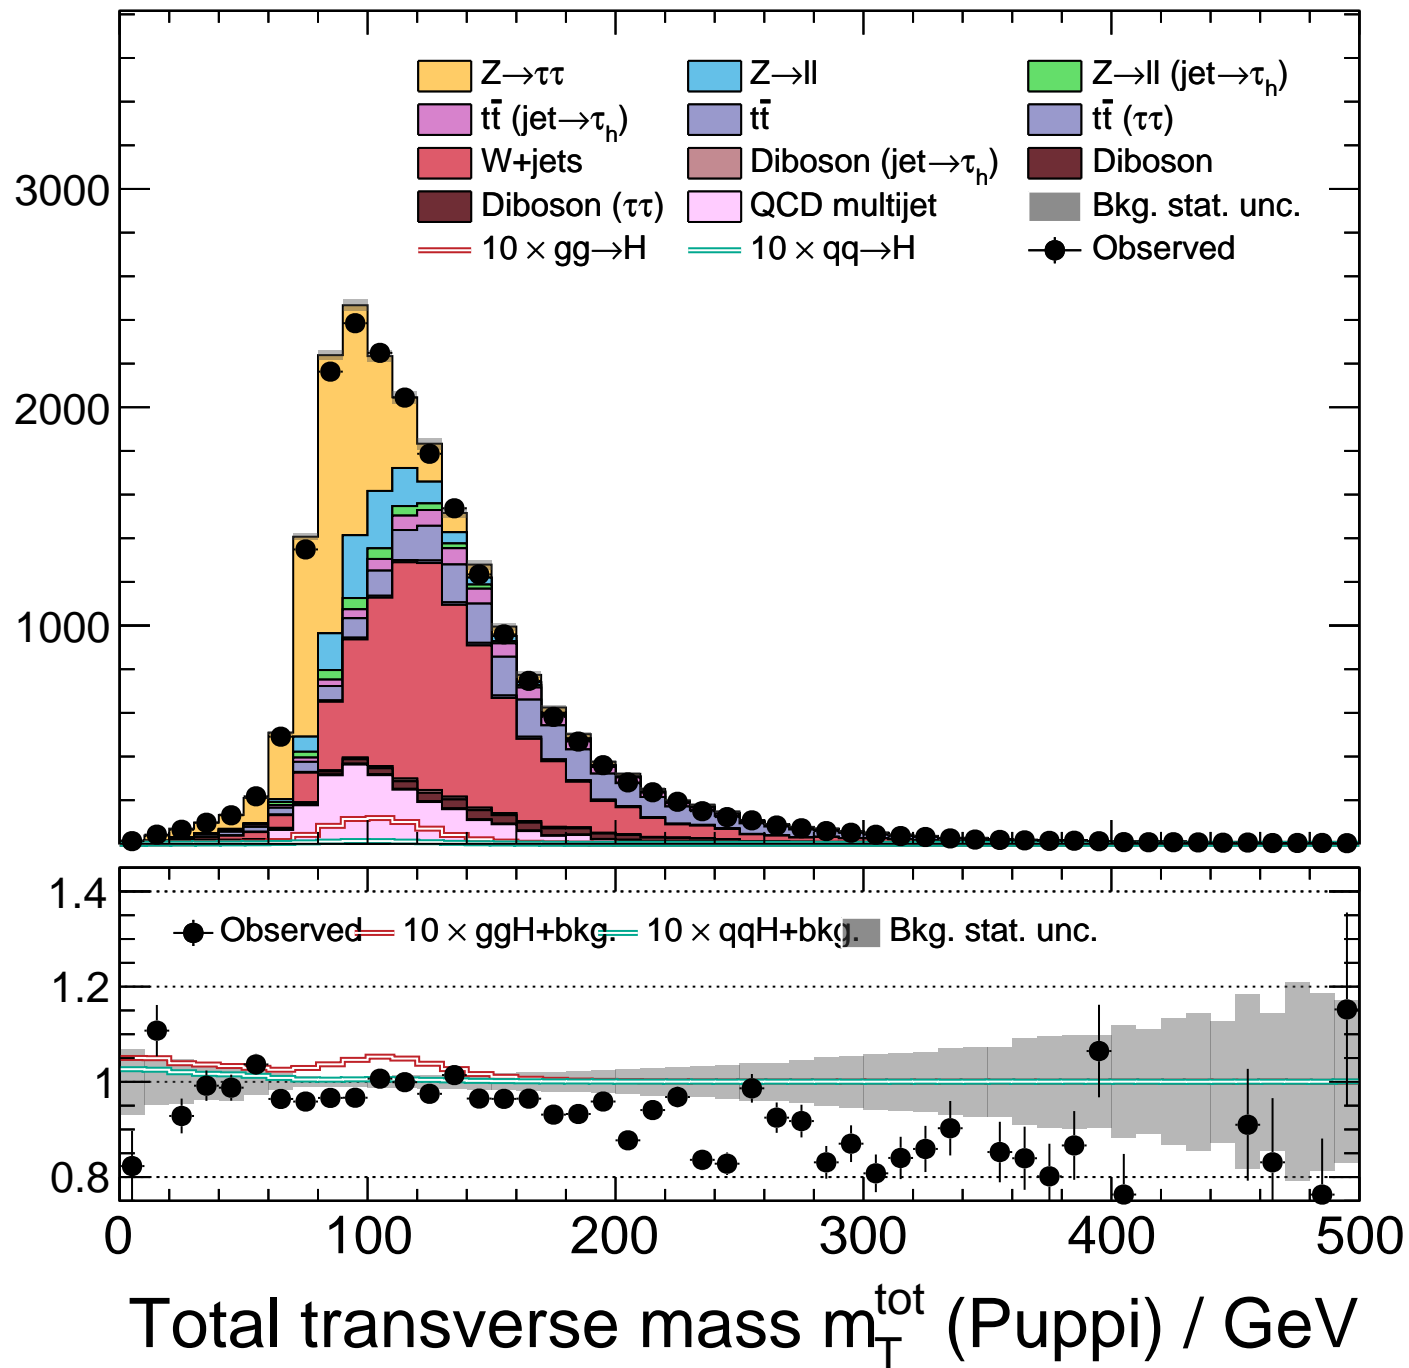 Z→ττ Z→ll Z→ll (jet→τh)
tt̄ (jet→τh) tt̄ tt̄ (ττ)
W+jets Diboson (jet→τh) Diboson
Diboson (ττ) QCD multijet Bkg. stat. unc.
10 × gg→H 10 × qq→H Observed
3000
2000
1000
1.4
Observed 10 × ggH+bkg. 10 × qqH+bkg. Bkg. stat. unc.
1.2
1
0.8
0 100 200 300 400 500
Total transverse mass m_T^tot (Puppi) / GeV